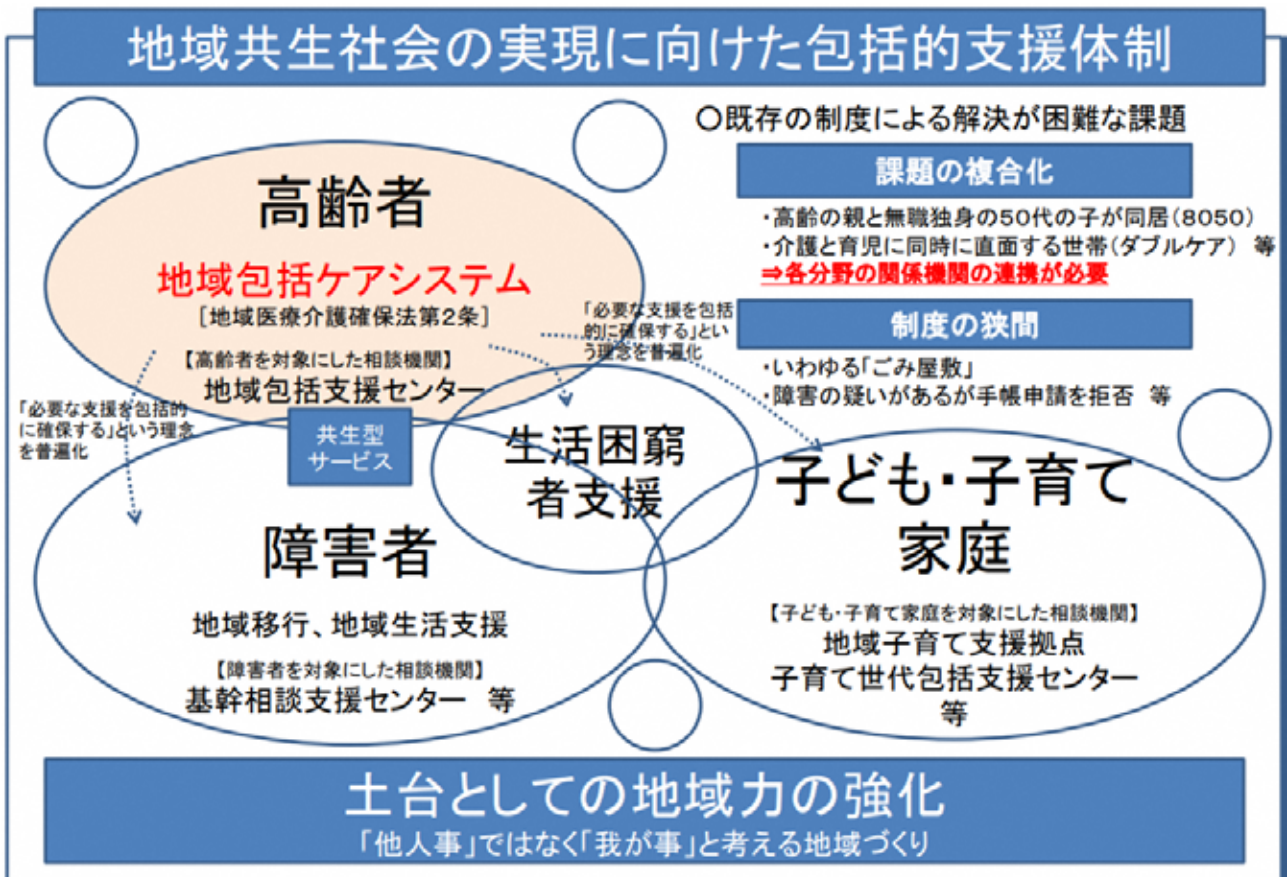 地域共生社会の実現に向けた包括的支援体制
○既存の制度による解決が困難な課題
課題の複合化
・高齢の親と無職独身の50代の子が同居(8050)
・介護と育児に同時に直面する世帯(ダブルケア) 等
⇒各分野の関係機関の連携が必要
制度の狭間
・いわゆる「ごみ屋敷」
・障害の疑いがあるが手帳申請を拒否 等
高齢者
地域包括ケアシステム
[地域医療介護確保法第2条]
【高齢者を対象にした相談機関】
地域包括支援センター
「必要な支援を包括
的に確保する」とい
う理念を普遍化
「必要な支援を包括的
に確保する」という理念
を普遍化
共生型
サービス
生活困窮
者支援
障害者
地域移行、地域生活支援
【障害者を対象にした相談機関】
基幹相談支援センター 等
子ども・子育て
家庭
【子ども・子育て家庭を対象にした相談機関】
地域子育て支援拠点
子育て世代包括支援センター
等
土台としての地域力の強化
「他人事」ではなく「我が事」と考える地域づくり